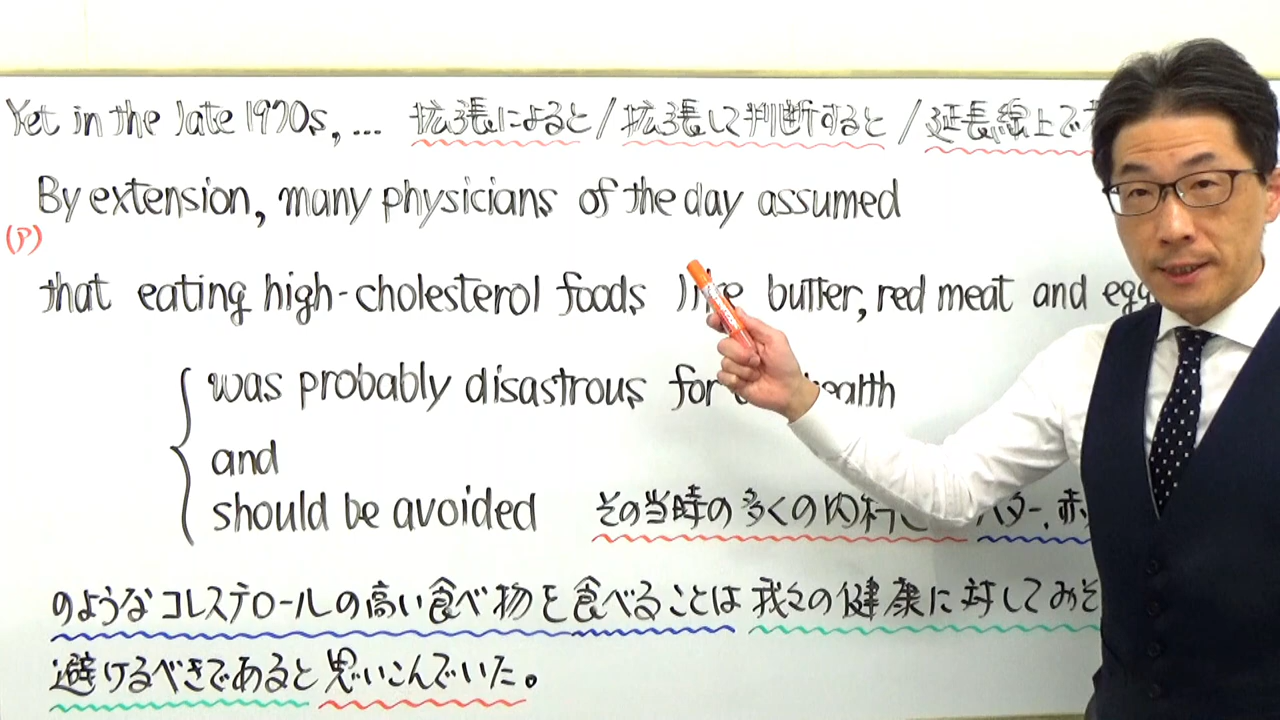 Yet in the late 1970s, ... 拡張によると / 拡張して判断すると / 延長線上で
By extension, many physicians of the day assumed
(ア)
that eating high-cholesterol foods like butter, red meat and egg
was probably disastrous for health
and
should be avoided その当時の多くの内科 バター、赤
のようなコレステロールの高い食べ物を食べることは 我々の健康に対して
避けるべきであると思いこんでいた。